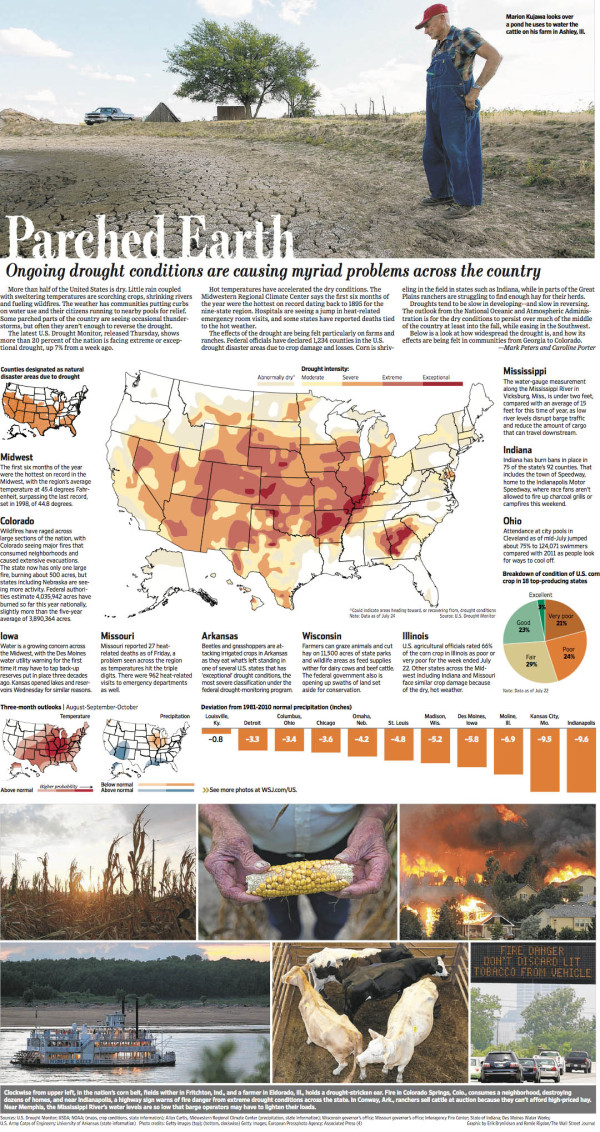 Marion Kujawa looks over
a pond he uses to water the
cattle on his farm in Ashley, Ill.
Parched Earth
Ongoing drought conditions are causing myriad problems across the country
More than half of the United States is dry. Little rain coupled
with sweltering temperatures are scorching crops, shrinking rivers
and fueling wildfires. The weather has communities putting curbs
on water use and their citizens running to nearby pools for relief.
Some parched parts of the country are seeing occasional thunder-
storms, but often they aren't enough to reverse the drought.
The latest U.S. Drought Monitor, released Thursday, shows
more than 20 percent of the nation is facing extreme or excep-
tional drought, up 7% from a week ago.
Hot temperatures have accelerated the dry conditions. The
Midwestern Regional Climate Center says the first six months of
the year were the hottest on record dating back to 1895 for the
nine-state region. Hospitals are seeing a jump in heat-related
emergency room visits, and some states have reported deaths tied
to the hot weather.
The effects of the drought are being felt particularly on farms and
ranches. Federal officials have declared 1,234 counties in the U.S.
drought disaster areas due to crop damage and losses. Corn is shriv-
eling in the field in states such as Indiana, while in parts of the Great
Plains ranchers are struggling to find enough hay for their herds.
Droughts tend to be slow in developing—and slow in reversing.
The outlook from the National Oceanic and Atmospheric Administra-
tion is for the dry conditions to persist over much of the middle
of the country at least into the fall, while easing in the Southwest.
Below is a look at how widespread the drought is, and how its
effects are being felt in communities from Georgia to Colorado.
—Mark Peters and Caroline Porter
Counties designated as natural
disaster areas due to drought
Drought intensity:
Abnormally dry* Moderate Severe Extreme Exceptional
*Could indicate areas heading toward, or recovering from, drought conditions
Note: Data as of July 24 Source: U.S. Drought Monitor
Midwest
The first six months of the year
were the hottest on record in the
Midwest, with the region's average
temperature at 49.4 degrees Fahr-
enheit, surpassing the last record,
set in 1998, of 44.8 degrees.
Colorado
Wildfires have raged across
large sections of the nation, with
Colorado seeing major fires that
consumed neighborhoods and
caused extensive evacuations.
The state now has only one large
fire, burning about 500 acres, but
states including Nebraska are see-
ing more activity. Federal authori-
ties estimate 4,035,942 acres have
burned so far this year nationally,
slightly more than the five-year
average of 3,890,364 acres.
Mississippi
The water-gauge measurement
along the Mississippi River in
Vicksburg, Miss., is under two feet,
compared with an average of 15
feet for this time of year, as low
river levels disrupt barge traffic
and reduce the amount of cargo
that can travel downstream.
Indiana
Indiana has burn bans in place in
75 of the state's 92 counties. That
includes the town of Speedway,
home to the Indianapolis Motor
Speedway, where race fans aren't
allowed to fire up charcoal grills or
campfires this weekend.
Ohio
Attendance at city pools in
Cleveland as of mid-July jumped
about 75% to 124,071 swimmers
compared with 2011 as people look
for ways to cool off.
Breakdown of condition of U.S. corn
crop in 18 top-producing states
Excellent
3%
Very poor
21%
Poor
24%
Fair
29%
Good
23%
Note: Data as of July 22
Iowa
Water is a growing concern across
the Midwest, with the Des Moines
water utility warning for the first
time it may have to tap back-up
reserves put in place three decades
ago. Kansas opened lakes and reser-
voirs Wednesday for similar reasons.
Missouri
Missouri reported 27 heat-
related deaths as of Friday, a
problem seen across the region
as temperatures hit the triple
digits. There were 962 heat-related
visits to emergency departments
as well.
Arkansas
Beetles and grasshoppers are at-
tacking irrigated crops in Arkansas
as they eat what's left standing in
one of several U.S. states that has
'exceptional' drought conditions, the
most severe classification under the
federal drought-monitoring program.
Wisconsin
Farmers can graze animals and cut
hay on 11,500 acres of state parks
and wildlife areas as feed supplies
wither for dairy cows and beef cattle.
The federal government also is
opening up swaths of land set
aside for conservation.
Illinois
U.S. agricultural officials rated 66%
of the corn crop in Illinois as poor or
very poor for the week ended July
22. Other states across the Mid-
west including Indiana and Missouri
face similar crop damage because
of the dry, hot weather.
Three-month outlooks | August-September-October
Temperature
Precipitation
Above normal Higher probability
Below normal
Above normal
Deviation from 1981-2010 normal precipitation (inches)
Louisville, Ky. Detroit Columbus, Ohio Chicago Omaha, Neb. St. Louis Madison, Wis. Des Moines, Iowa Moline, Ill. Kansas City, Mo. Indianapolis
–0.8 –3.3 –3.4 –3.6 –4.2 –4.8 –5.2 –5.8 –6.9 –9.5 –9.6
See more photos at WSJ.com/US.
FIRE DANGER
DON'T DISCARD LIT
TOBACCO FROM VEHICLE
Clockwise from upper left, in the nation's corn belt, fields wither in Fritchton, Ind., and a farmer in Eldorado, Ill., holds a drought-stricken ear. Fire in Colorado Springs, Colo., consumes a neighborhood, destroying
dozens of homes, and near Indianapolis, a highway sign warns of fire danger from extreme drought conditions across the state. In Conway, Ark., ranchers sell cattle at auction because they can't afford high-priced hay.
Near Memphis, the Mississippi River's water levels are so low that barge operators may have to lighten their loads.